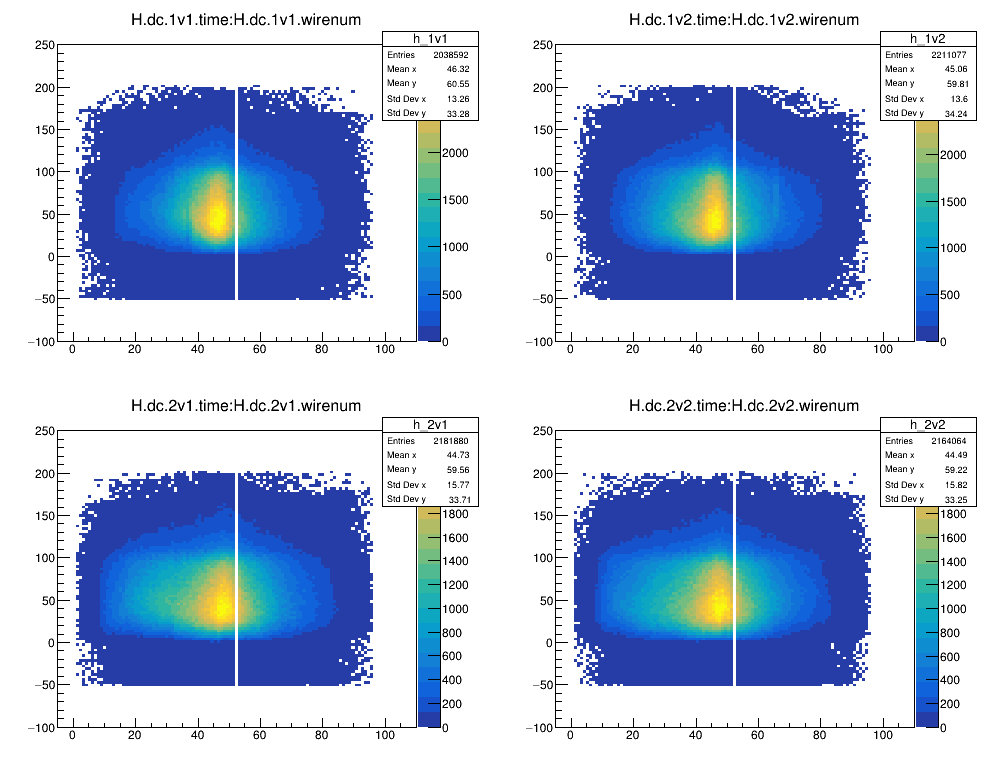 H.dc.1v1.time:H.dc.1v1.wirenum
h_1v1
Entries 2038592
Mean x 46.32
Mean y 60.55
Std Dev x 13.26
Std Dev y 33.28
250
200
150
100
50
0
−50
−100
0 20 40 60 80 100
2000
1500
1000
500
0
H.dc.1v2.time:H.dc.1v2.wirenum
h_1v2
Entries 2211077
Mean x 45.06
Mean y 59.81
Std Dev x 13.6
Std Dev y 34.24
250
200
150
100
50
0
−50
−100
0 20 40 60 80 100
2000
1500
1000
500
0
H.dc.2v1.time:H.dc.2v1.wirenum
h_2v1
Entries 2181880
Mean x 44.73
Mean y 59.56
Std Dev x 15.77
Std Dev y 33.71
250
200
150
100
50
0
−50
−100
0 20 40 60 80 100
1800
1600
1400
1200
1000
800
600
400
200
0
H.dc.2v2.time:H.dc.2v2.wirenum
h_2v2
Entries 2164064
Mean x 44.49
Mean y 59.22
Std Dev x 15.82
Std Dev y 33.25
250
200
150
100
50
0
−50
−100
0 20 40 60 80 100
1800
1600
1400
1200
1000
800
600
400
200
0